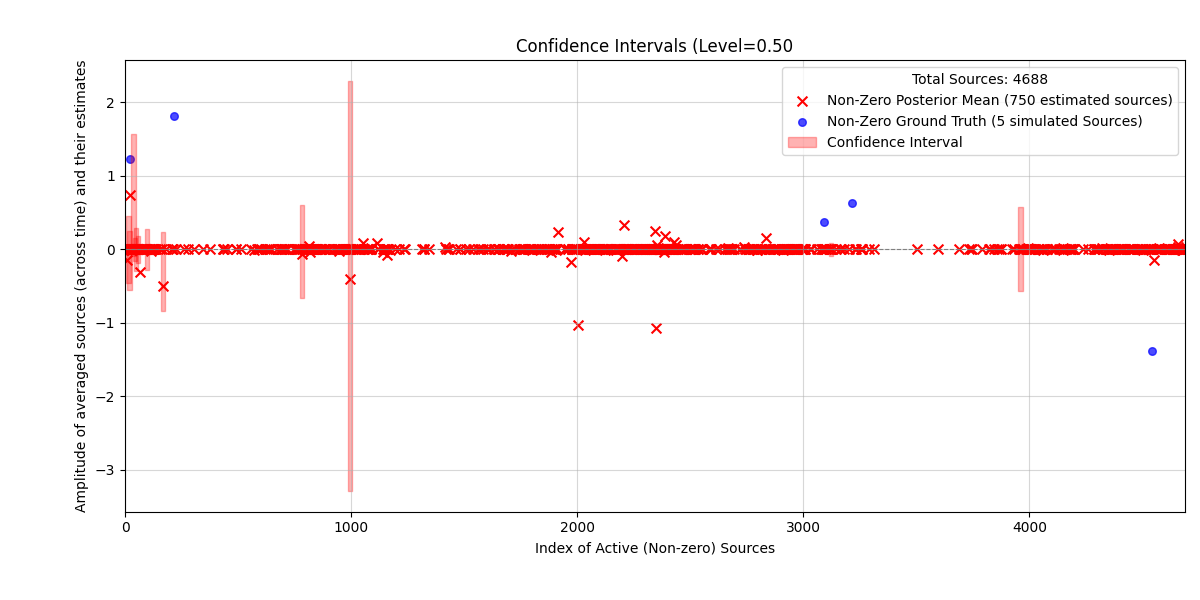 Confidence Intervals (Level=0.50
Amplitude of averaged sources (across time) and their estimates
2
1
0
−1
−2
−3
Total Sources: 4688
Non-Zero Posterior Mean (750 estimated sources)
Non-Zero Ground Truth (5 simulated Sources)
Confidence Interval
0
1000
2000
3000
4000
Index of Active (Non-zero) Sources